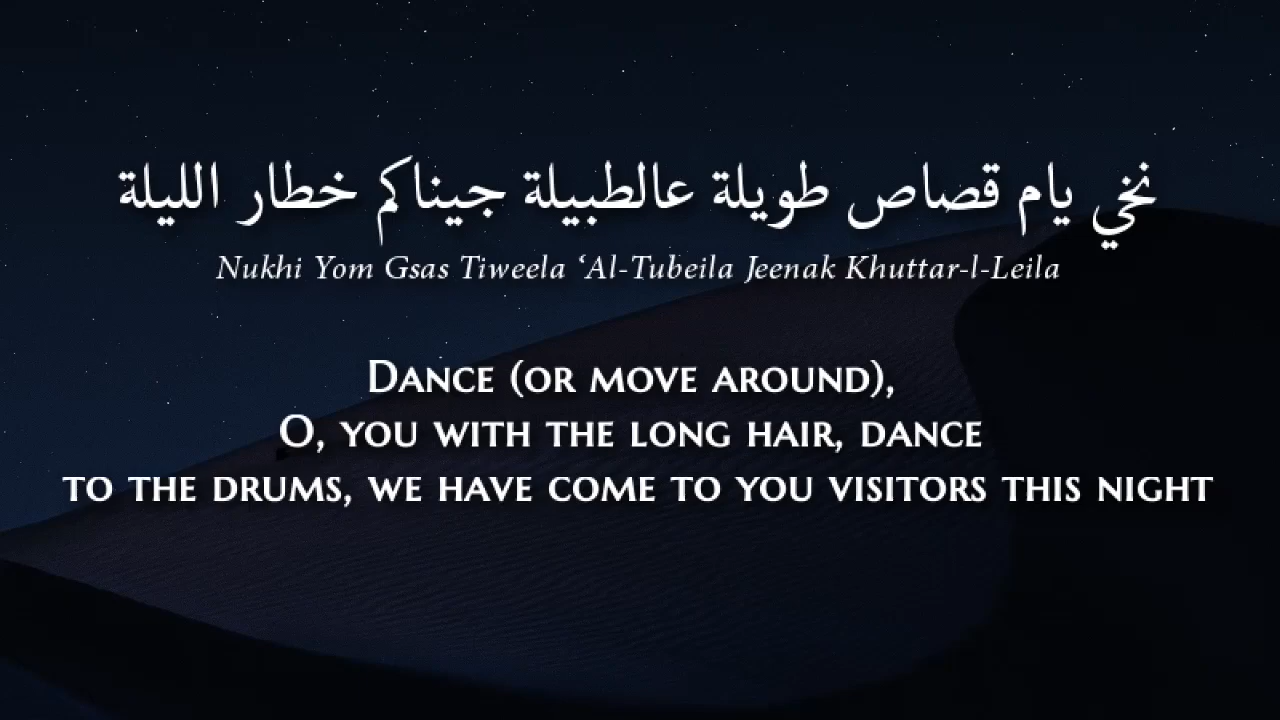 نخي يام قصاص طويلة عالطبيلة جيناكم خطار الليلة
Nukhi Yom Gsas Tiweela ‘Al-Tubeila Jeenak Khuttar-l-Leila
Dance (or move around),
O, you with the long hair, dance
to the drums, we have come to you visitors this night